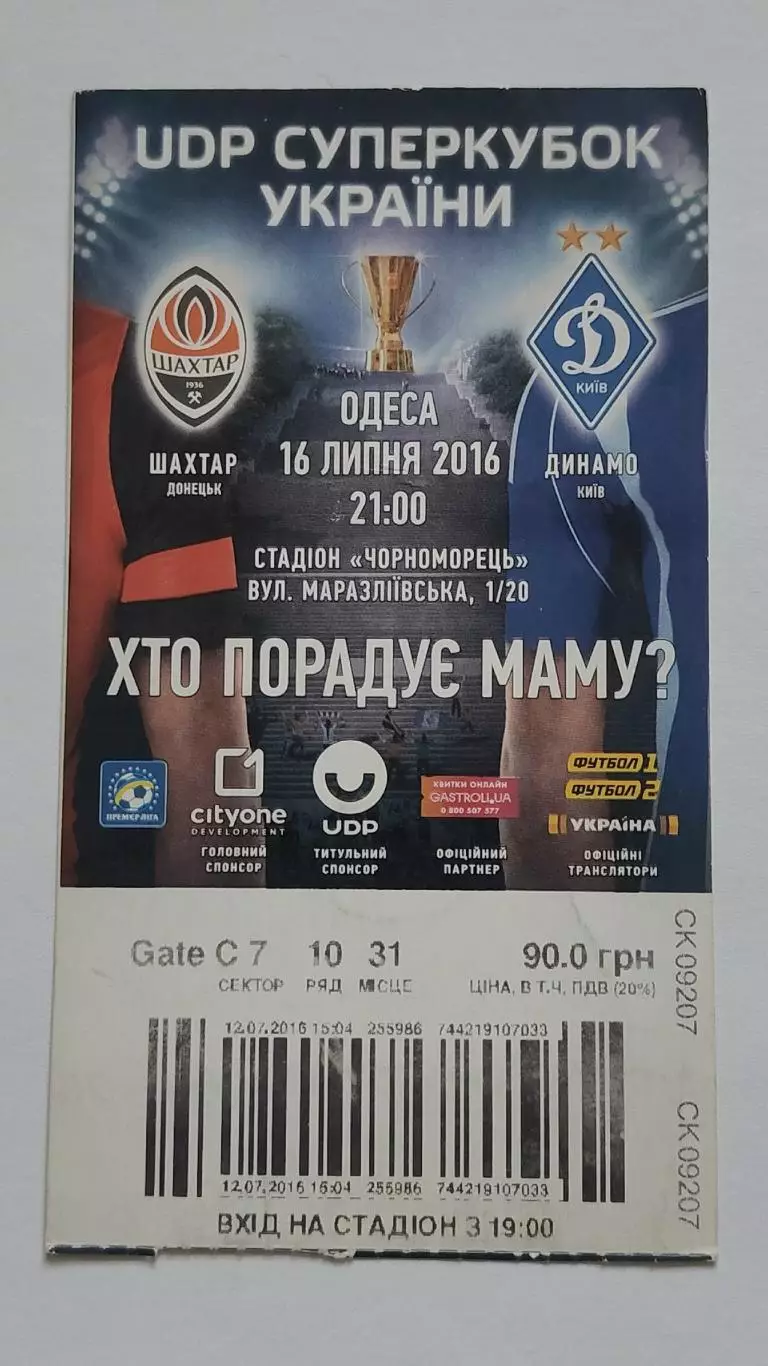 UDP СУПЕРКУБОК
УКРАЇНИ
ШАХТАР
1936
Д
КИЇВ
ОДЕСА
ШАХТАР
ДОНЕЦЬК
16 ЛИПНЯ 2016
ДИНАМО
КИЇВ
21:00
СТАДІОН «ЧОРНОМОРЕЦЬ»
ВУЛ. МАРАЗЛІЇВСЬКА, 1/20
ХТО ПОРАДУЄ МАМУ?
ПРЕМ'ЄР-ЛІГА
cityone
DEVELOPMENT
ГОЛОВНИЙ
СПОНСОР
UDP
ТИТУЛЬНИЙ
СПОНСОР
КВИТКИ ОНЛАЙН
GASTROLI.UA
0 800 507 577
ОФІЦІЙНИЙ
ПАРТНЕР
ФУТБОЛ 1
ФУТБОЛ 2
УКРАЇНА
ОФІЦІЙНІ
ТРАНСЛЯТОРИ
Gate C 7 10 31 90.0 грн
СЕКТОР РЯД МІСЦЕ ЦІНА, В Т.Ч. ПДВ (20%)
12.07.2016 15:04 255986 744219107033
12.07.2016 15:04 255986 744219107033
ВХІД НА СТАДІОН З 19:00
СК 09207
СК 09207